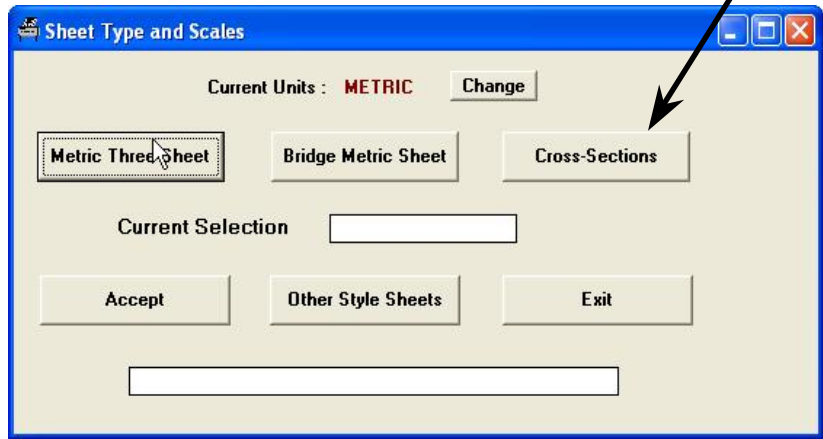 Sheet Type and Scales
Current Units : METRIC Change
Metric Three Sheet Bridge Metric Sheet Cross-Sections
Current Selection
Accept Other Style Sheets Exit